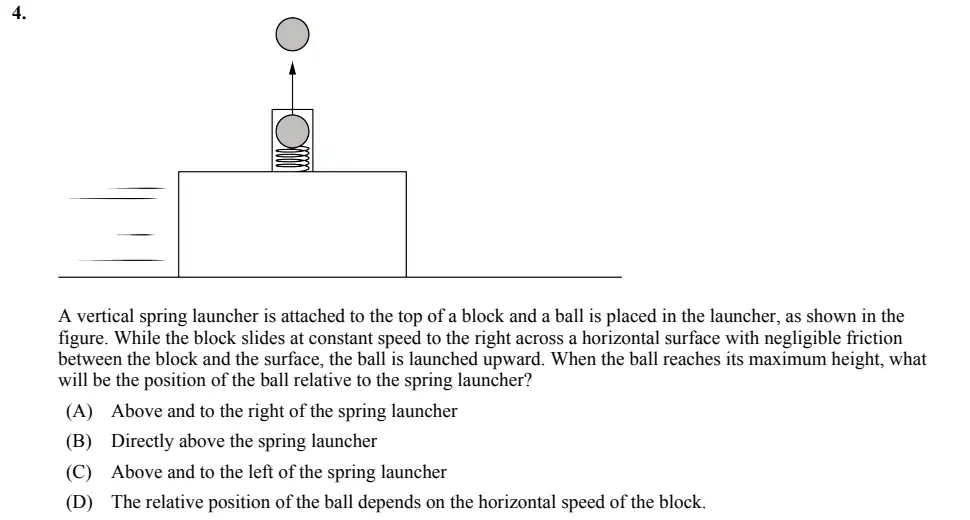 4.
A vertical spring launcher is attached to the top of a block and a ball is placed in the launcher, as shown in the
figure. While the block slides at constant speed to the right across a horizontal surface with negligible friction
between the block and the surface, the ball is launched upward. When the ball reaches its maximum height, what
will be the position of the ball relative to the spring launcher?
(A) Above and to the right of the spring launcher
(B) Directly above the spring launcher
(C) Above and to the left of the spring launcher
(D) The relative position of the ball depends on the horizontal speed of the block.